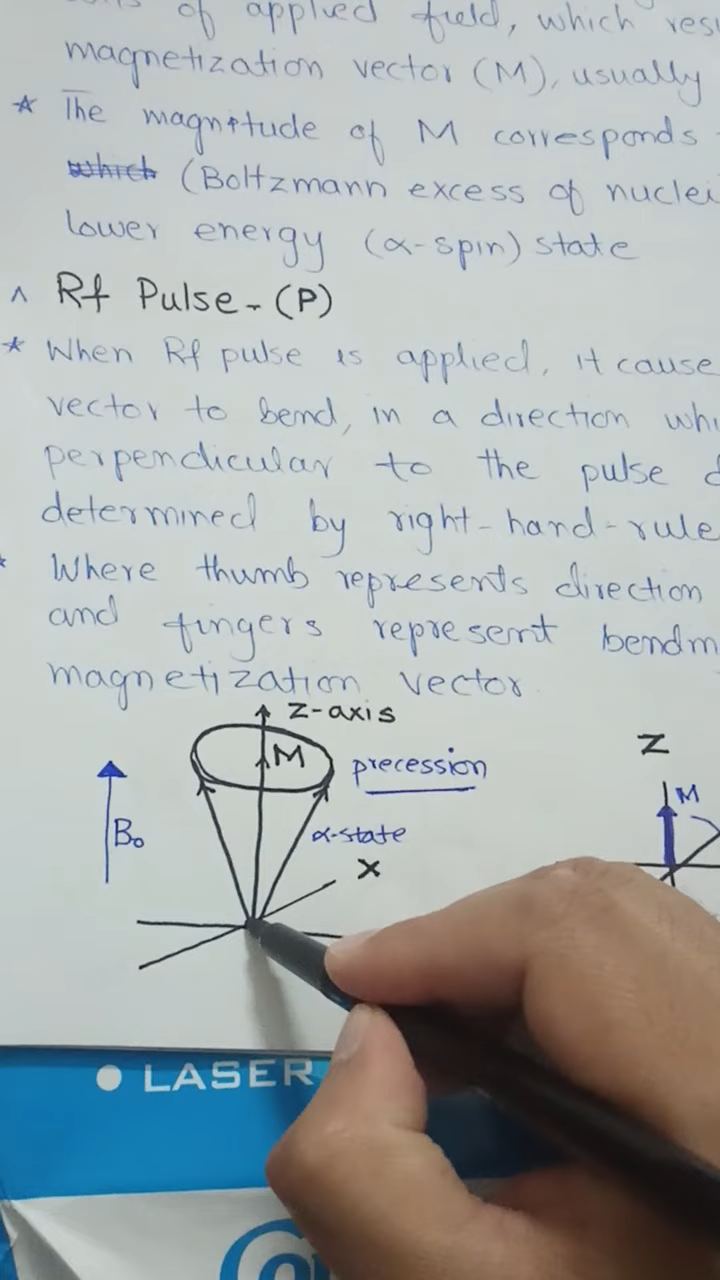 of applied field, which
magnetization vector (M), usually
* The magnitude of M corresponds
which (Boltzmann excess of nuclei
lower energy (α-spin) state
^ Rf Pulse - (P)
* When Rf pulse is applied, it cause
vector to bend, in a direction
perpendicular to the pulse
determined by right-hand-rule
* Where thumb represents direction
and fingers represent
magnetization vector
Z-axis
M
precession
B₀
α-state
X
Z
M
LASER